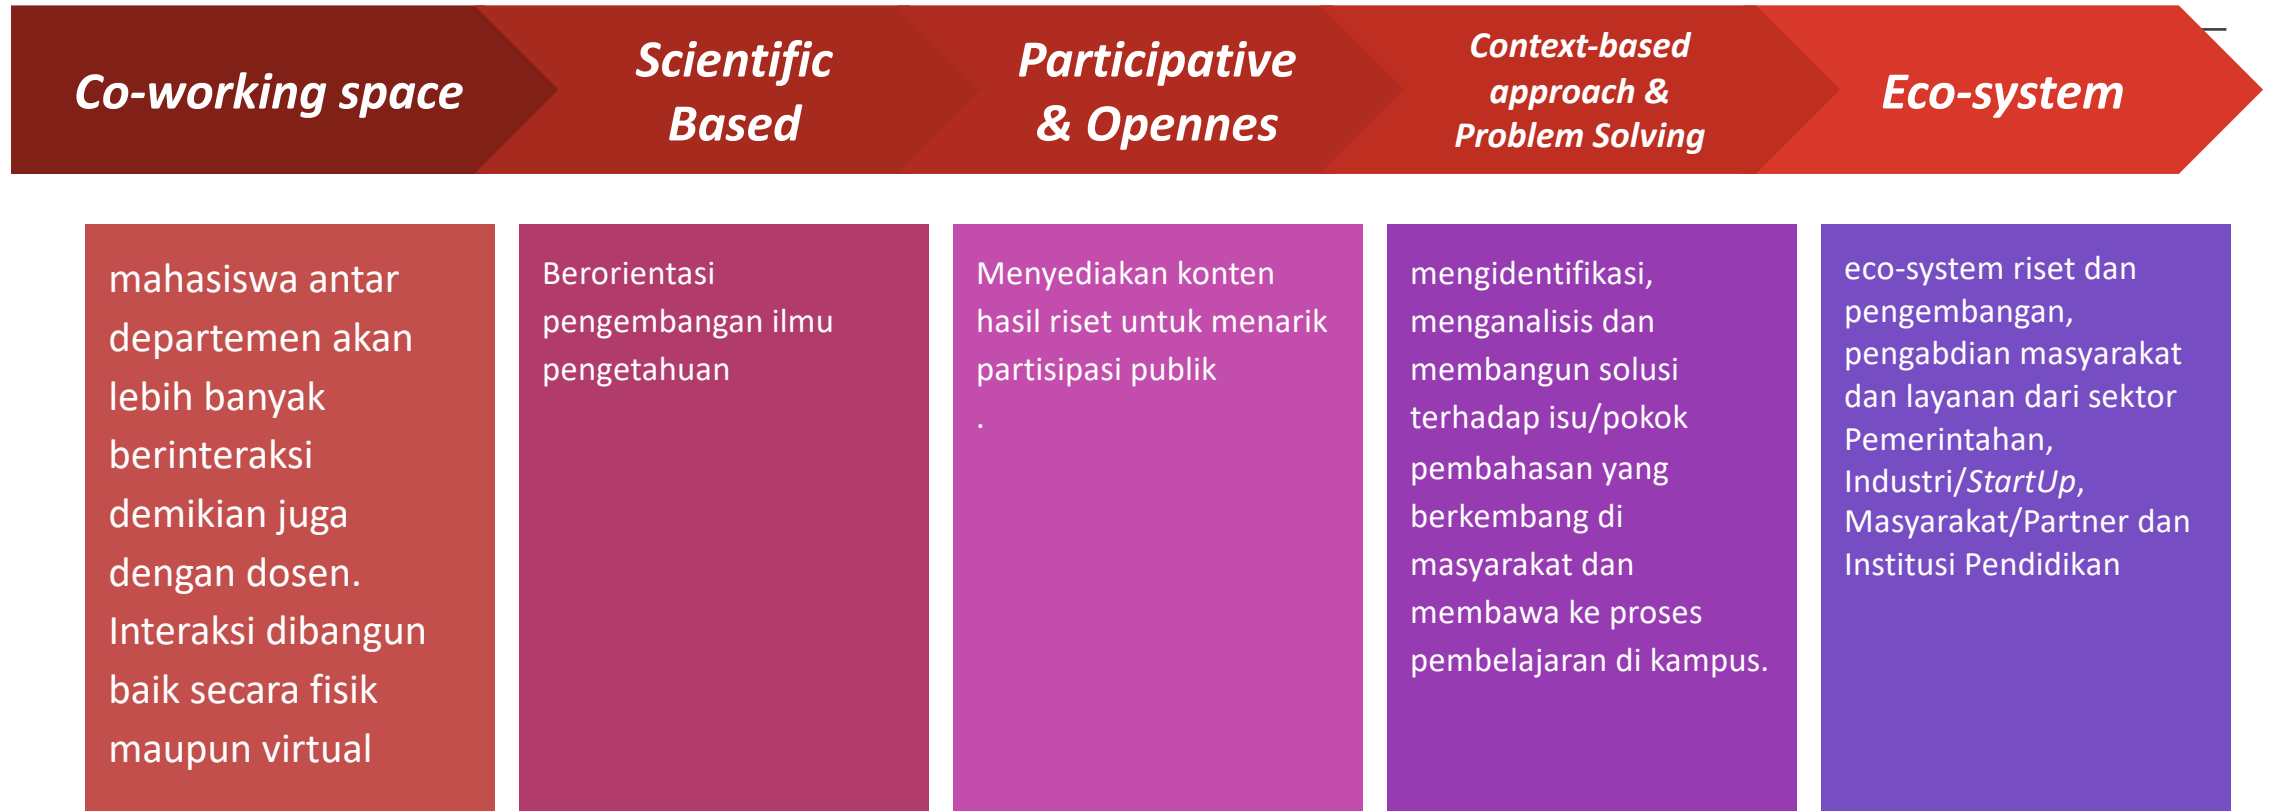 Co-working space
Scientific
Based
Participative
& Opennes
Context-based
approach &
Problem Solving
Eco-system
mahasiswa antar
departemen akan
lebih banyak
berinteraksi
demikian juga
dengan dosen.
Interaksi dibangun
baik secara fisik
maupun virtual
Berorientasi
pengembangan ilmu
pengetahuan
Menyediakan konten
hasil riset untuk menarik
partisipasi publik
.
mengidentifikasi,
menganalisis dan
membangun solusi
terhadap isu/pokok
pembahasan yang
berkembang di
masyarakat dan
membawa ke proses
pembelajaran di kampus.
eco-system riset dan
pengembangan,
pengabdian masyarakat
dan layanan dari sektor
Pemerintahan,
Industri/StartUp,
Masyarakat/Partner dan
Institusi Pendidikan